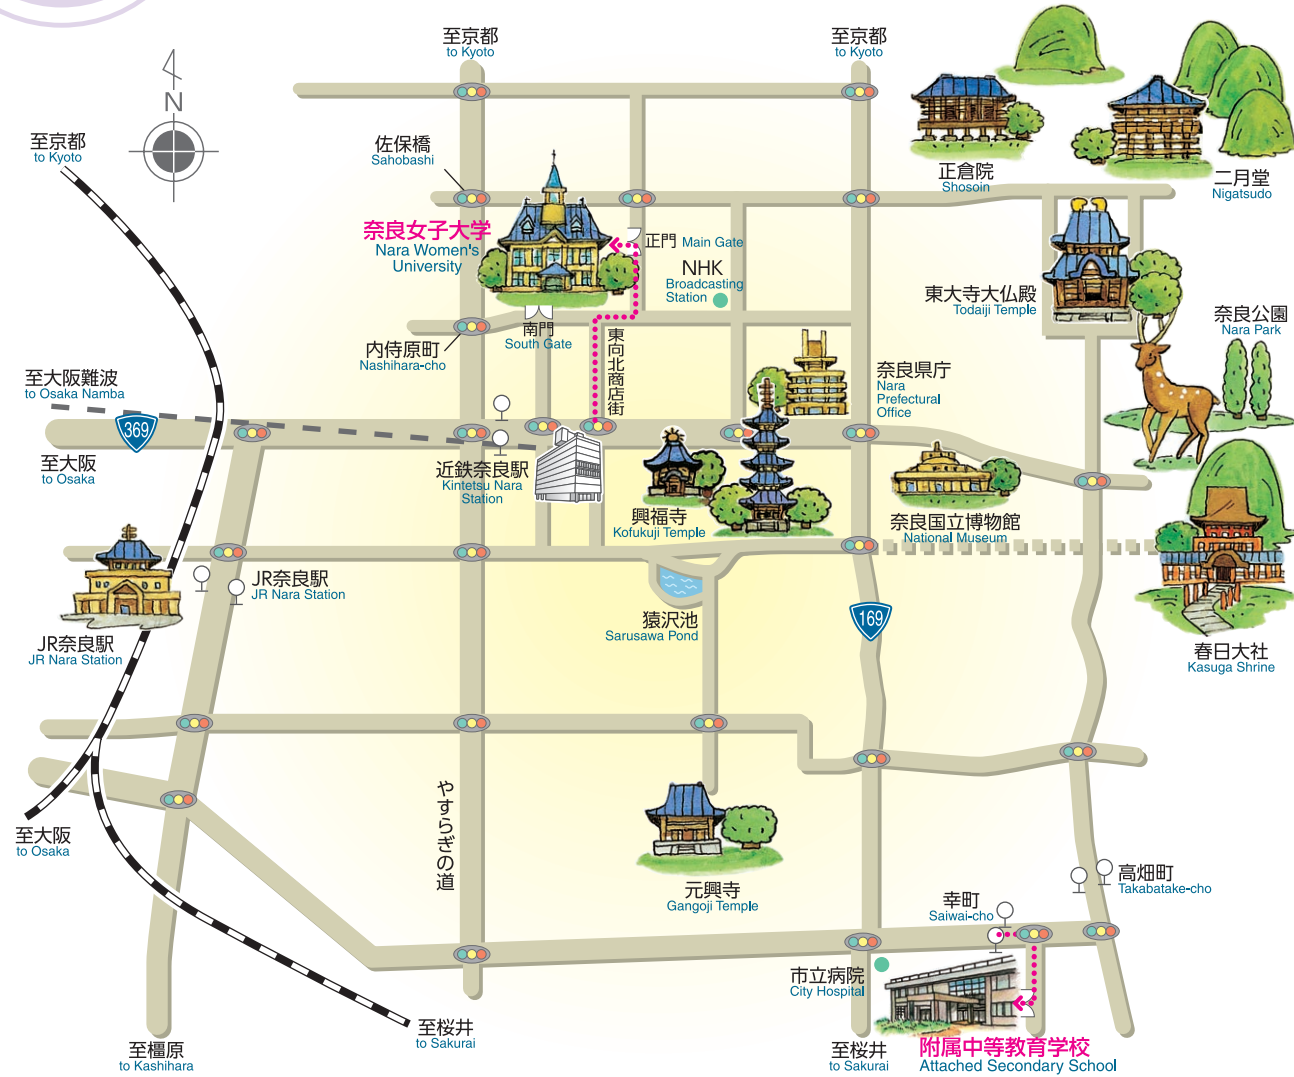 至京都
to Kyoto
至京都
to Kyoto
N
至京都
to Kyoto
佐保橋
Sahobashi
正倉院
Shosoin
二月堂
Nigatsudo
奈良女子大学
Nara Women's
University
正門 Main Gate
NHK
Broadcasting
Station
東大寺大仏殿
Todaiji Temple
奈良公園
Nara Park
南門
South Gate
東向北商店街
内侍原町
Nashihara-cho
奈良県庁
Nara
Prefectural
Office
至大阪難波
to Osaka Namba
369
至大阪
to Osaka
近鉄奈良駅
Kintetsu Nara
Station
興福寺
Kofukuji Temple
奈良国立博物館
National Museum
JR奈良駅
JR Nara Station
JR奈良駅
JR Nara Station
猿沢池
Sarusawa Pond
169
春日大社
Kasuga Shrine
やすらぎの道
至大阪
to Osaka
元興寺
Gangoji Temple
高畑町
Takabatake-cho
幸町
Saiwai-cho
市立病院
City Hospital
至桜井
to Sakurai
至橿原
to Kashihara
至桜井
to Sakurai
附属中等教育学校
Attached Secondary School